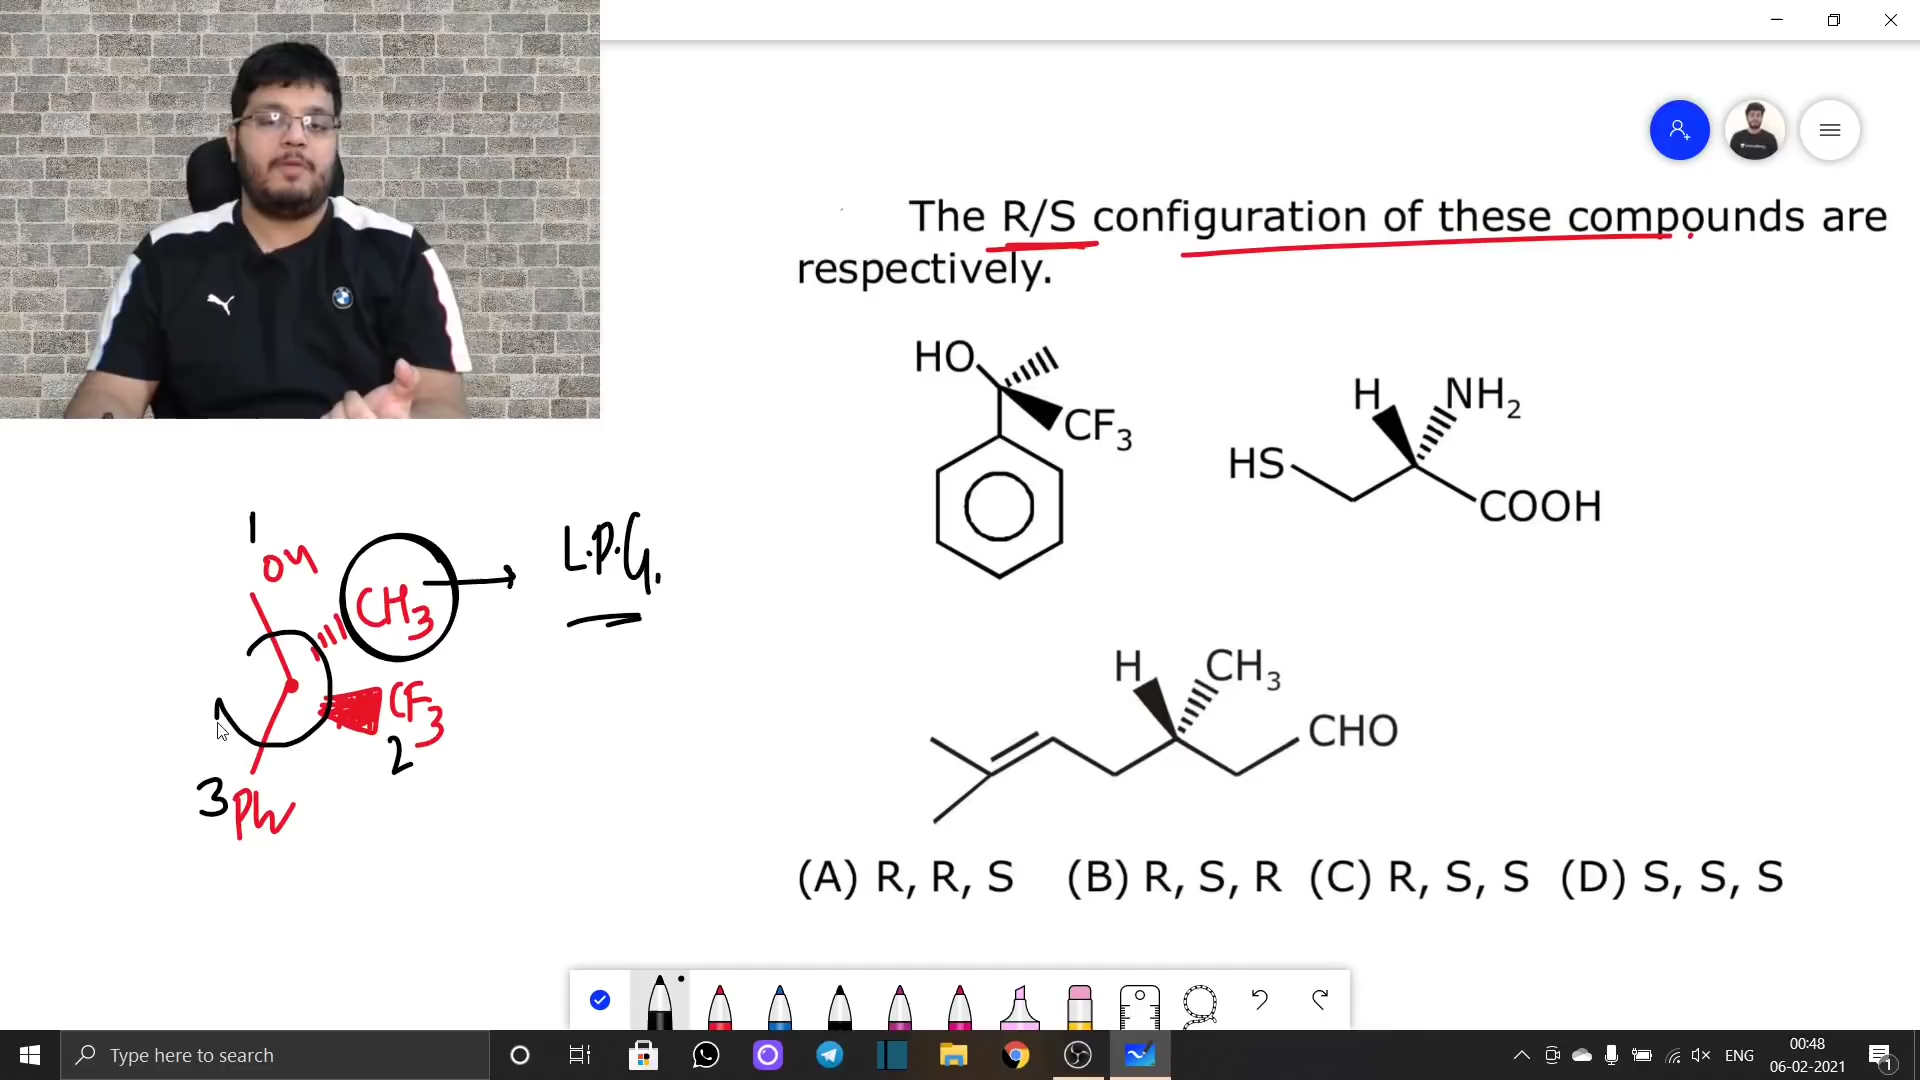 The R/S configuration of these compounds are
respectively.
HO
CF3
H NH2
HS
COOH
H CH3
CHO
(A) R, R, S (B) R, S, R (C) R, S, S (D) S, S, S
1
OH
CH3
L.P.G.
CF3
2
3
Ph
Type here to search
ENG
00:48
06-02-2021
1